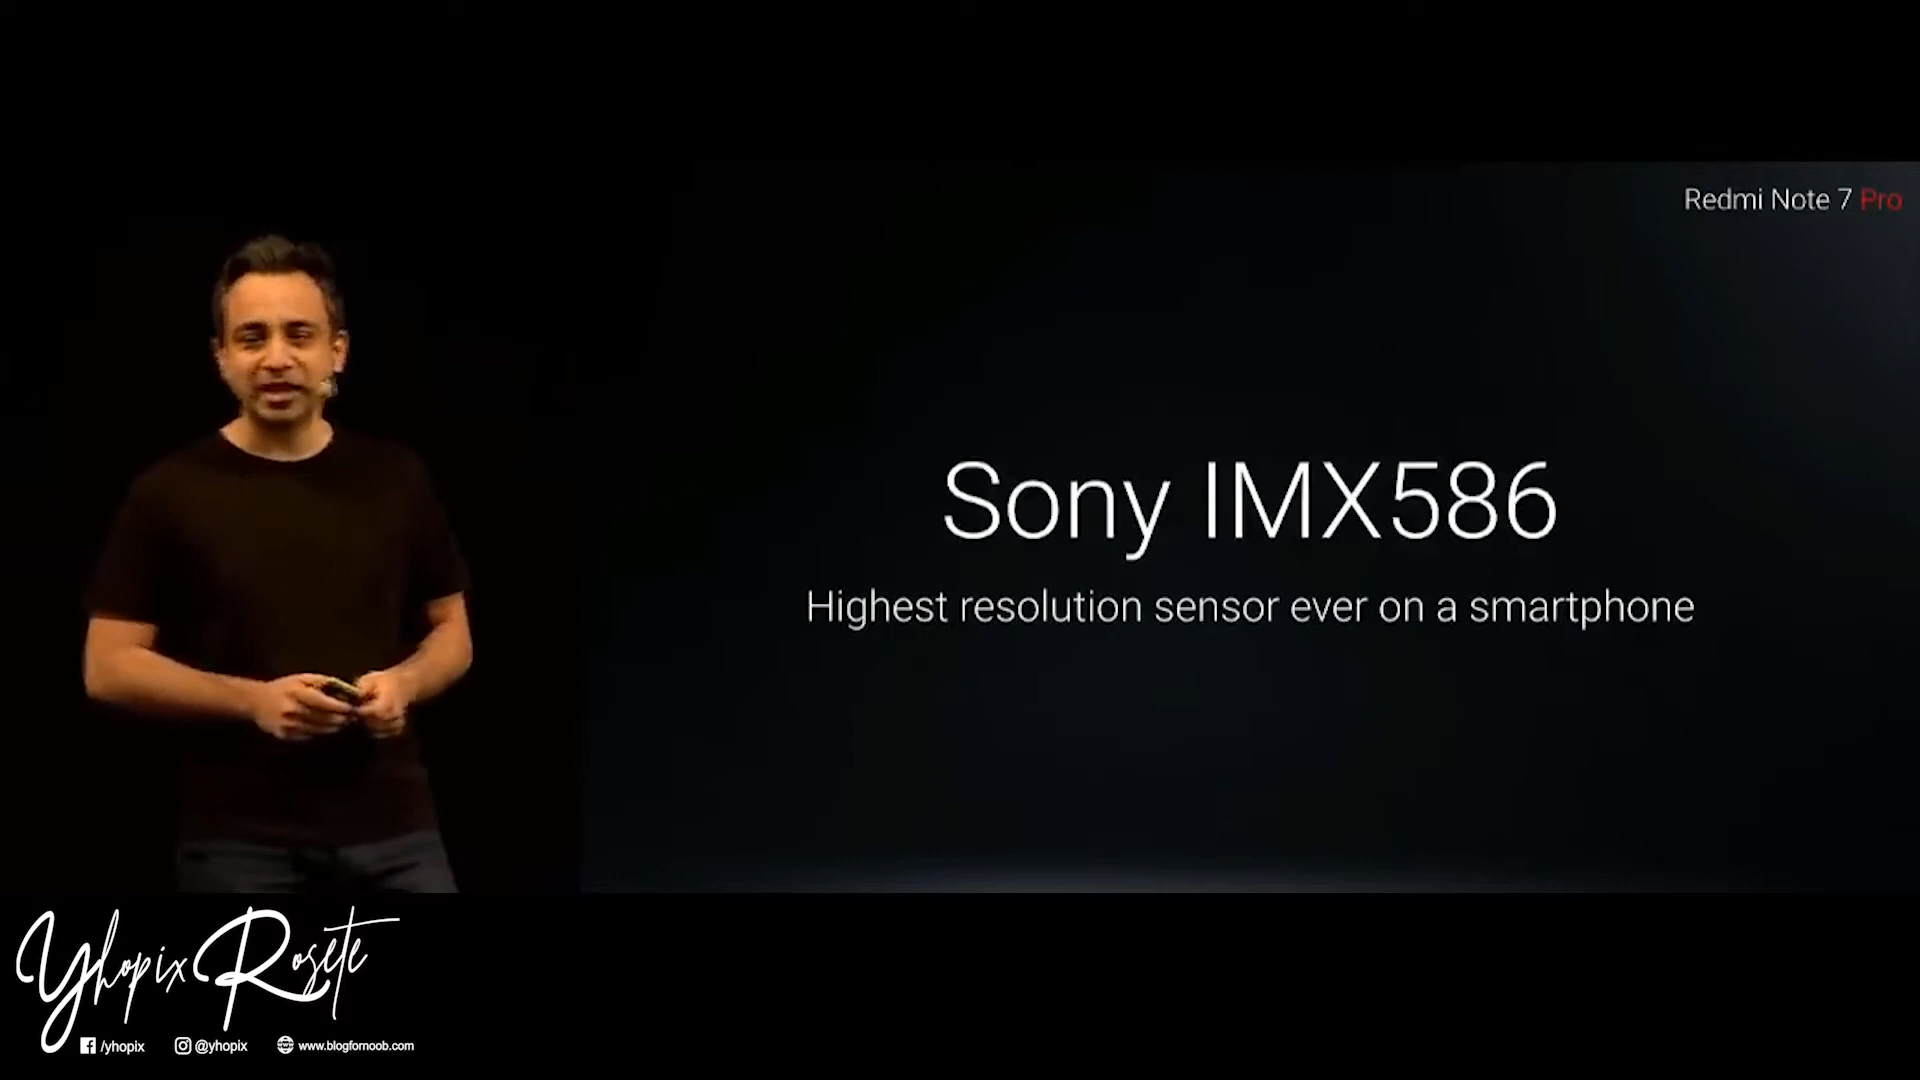 Redmi Note 7 Pro
Sony IMX586
Highest resolution sensor ever on a smartphone
Yhopix Rosete
/yhopix @yhopix www.blogfornoob.com